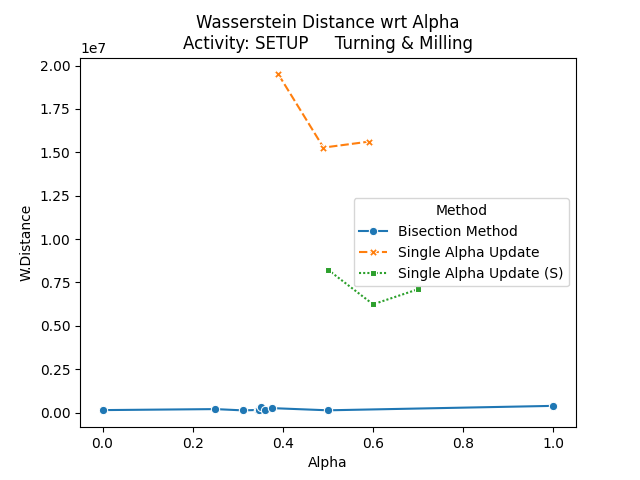 Wasserstein Distance wrt Alpha
Activity: SETUP     Turning & Milling
1e7
2.00
1.75
1.50
1.25
1.00
0.75
0.50
0.25
0.00
W.Distance
Method
Bisection Method
Single Alpha Update
Single Alpha Update (S)
0.0 0.2 0.4 0.6 0.8 1.0
Alpha